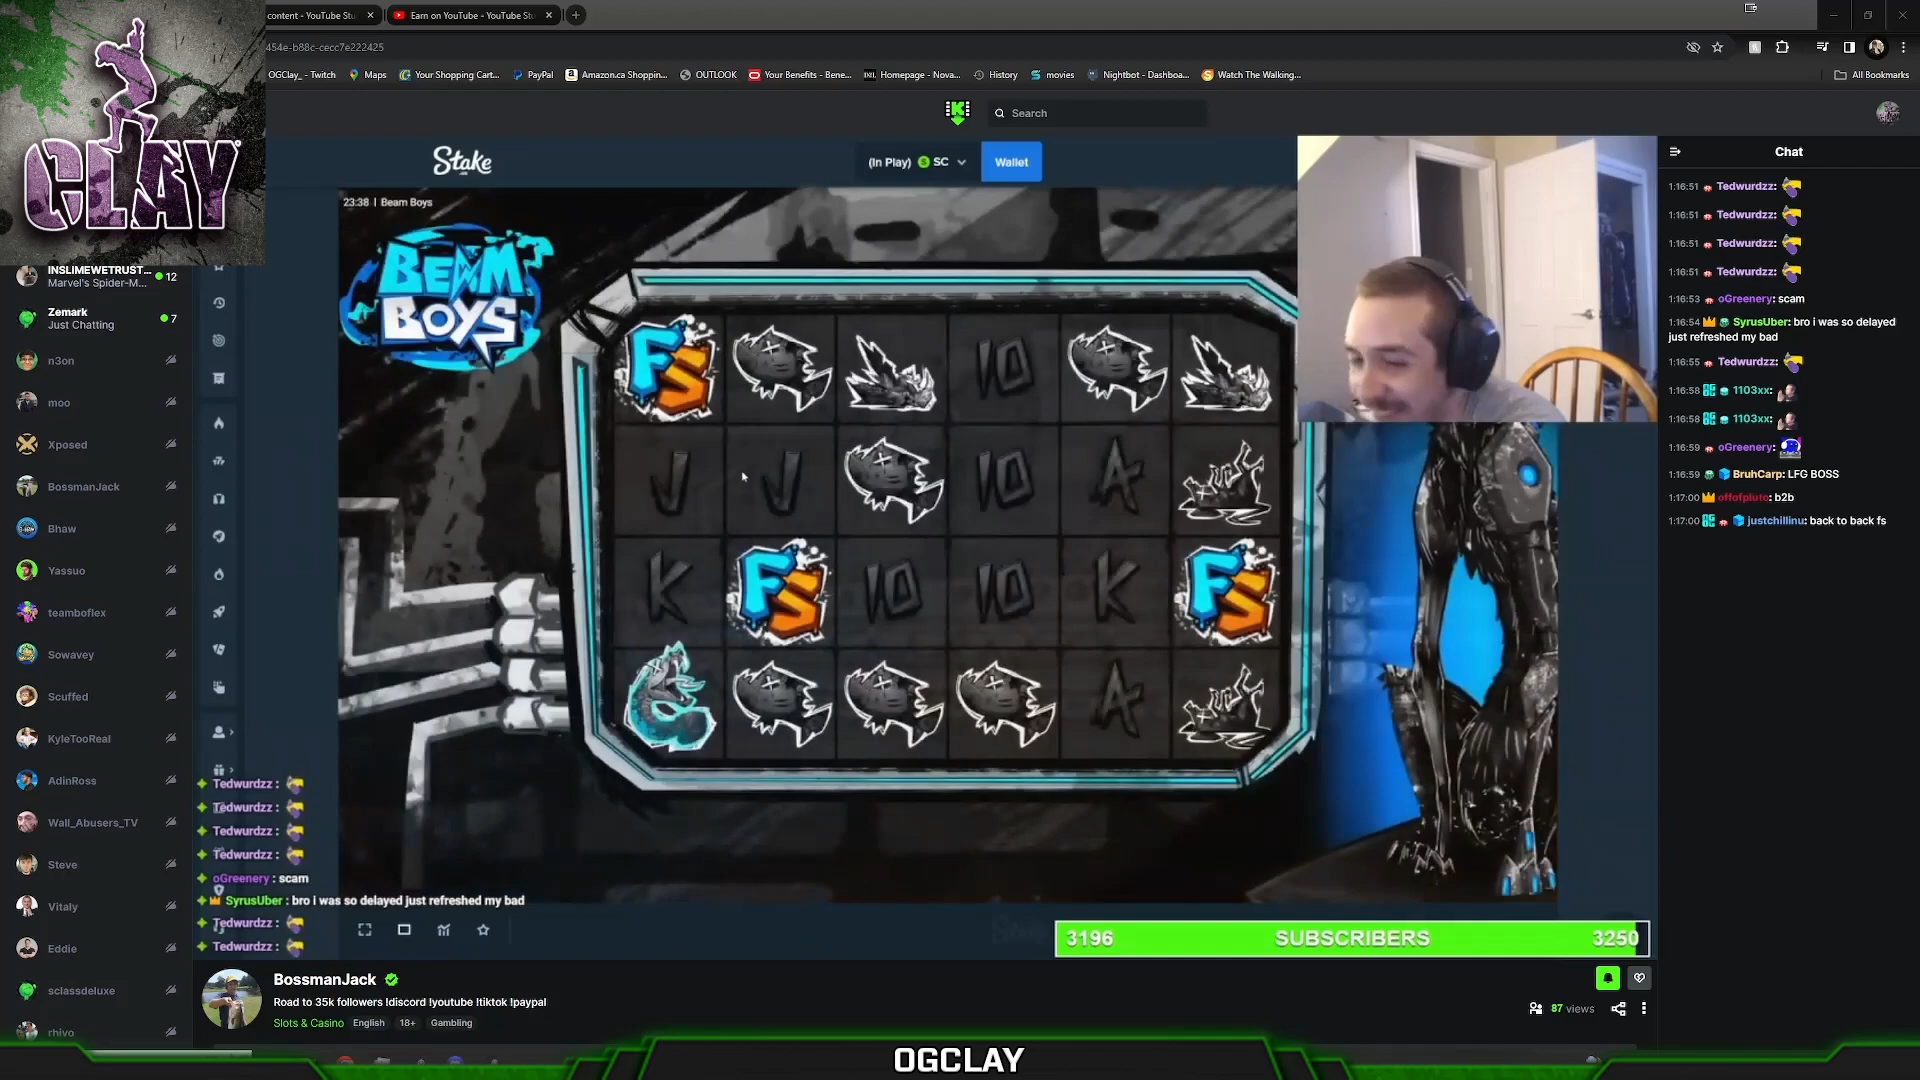 content - YouTube Stu
Earn on YouTube - YouTube Stu
454e-b88c-cecc7e222425
OGClay_ - Twitch
Maps
Your Shopping Cart...
PayPal
Amazon.ca Shoppin...
OUTLOOK
Your Benefits - Bene...
Homepage - Nova...
History
movies
Nightbot - Dashboa...
Watch The Walking...
All Bookmarks
CLAY
Search
Stake
(In Play) SC
Wallet
23:38 | Beam Boys
BEAM
BOYS
FS
10
J J 10 A
K FS 10 10 K FS
A
INSLIMEWETRUST...
12
Marvel's Spider-M...
Zemark
7
Just Chatting
n3on
moo
Xposed
BossmanJack
Bhaw
Yassuo
teamboflex
Sowavey
Scuffed
KyleTooReal
AdinRoss
Wall_Abusers_TV
Steve
Vitaly
Eddie
sclassdeluxe
rhivo
Tedwurdzz :
Tedwurdzz :
Tedwurdzz :
Tedwurdzz :
oGreenery : scam
SyrusUber : bro i was so delayed just refreshed my bad
Tedwurdzz :
Tedwurdzz :
3196 SUBSCRIBERS 3250
BossmanJack
Road to 35k followers !discord !youtube !tiktok !paypal
Slots & Casino English 18+ Gambling
87 views
OGCLAY
Chat
1:16:51 Tedwurdzz:
1:16:51 Tedwurdzz:
1:16:51 Tedwurdzz:
1:16:51 Tedwurdzz:
1:16:53 oGreenery: scam
1:16:54 SyrusUber: bro i was so delayed
just refreshed my bad
1:16:55 Tedwurdzz:
1:16:58 1103xx:
1:16:58 1103xx:
1:16:59 oGreenery:
1:16:59 BruhCarp: LFG BOSS
1:17:00 offofpluto: b2b
1:17:00 justchillinu: back to back fs